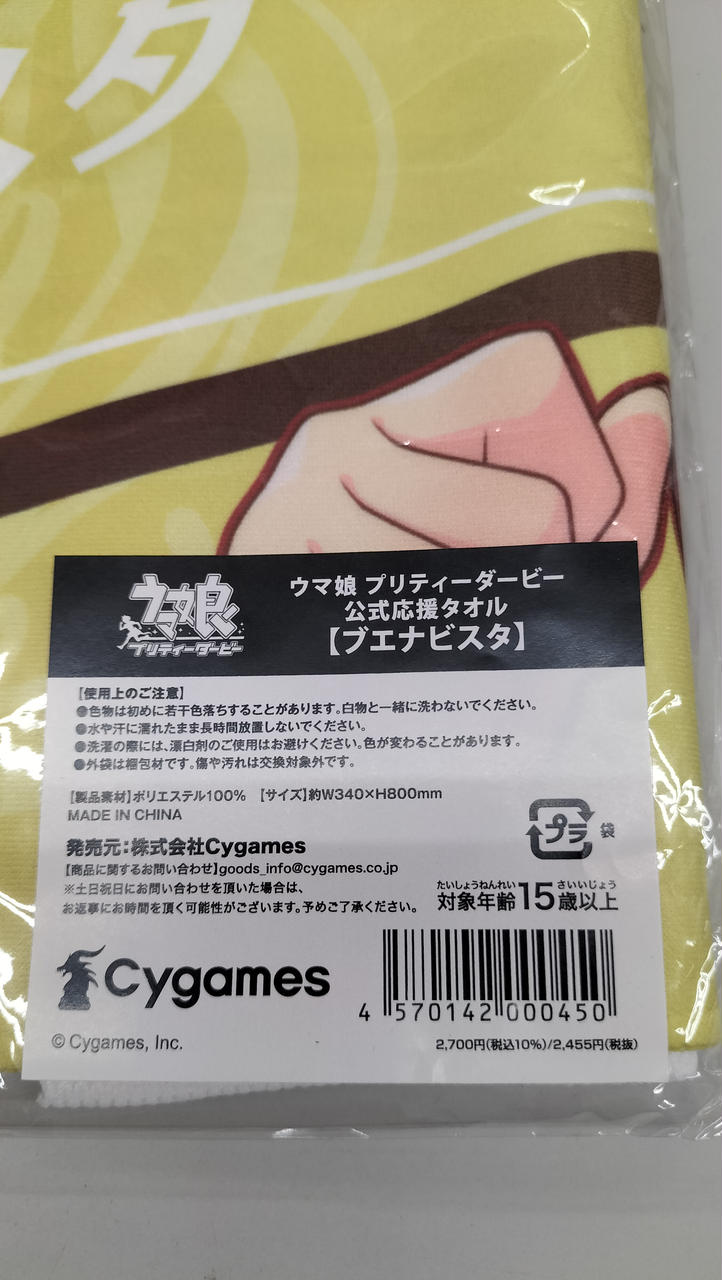 スタ
ウマ娘
プリティーダービー
ウマ娘 プリティーダービー
公式応援タオル
【ブエナビスタ】
【使用上のご注意】
●色物は初めに若干色落ちすることがあります。白物と一緒に洗わないでください。
●水や汗に濡れたまま長時間放置しないでください。
●洗濯の際には、漂白剤のご使用はお避けください。色が変わることがあります。
●外袋は梱包材です。傷や汚れは交換対象外です。
【製品素材】ポリエステル100% 【サイズ】約W340×H800mm
MADE IN CHINA
発売元：株式会社Cygames
【商品に関するお問い合わせ】goods_info@cygames.co.jp
※土日祝日にお問い合わせを頂いた場合は、
お返事にお時間を頂く可能性がございます。予めご了承ください。
プラ 袋
たいしょうねんれい さいいじょう
対象年齢15歳以上
Cygames
4 570142 000450
© Cygames, Inc.
2,700円(税込10%)/2,455円(税抜)